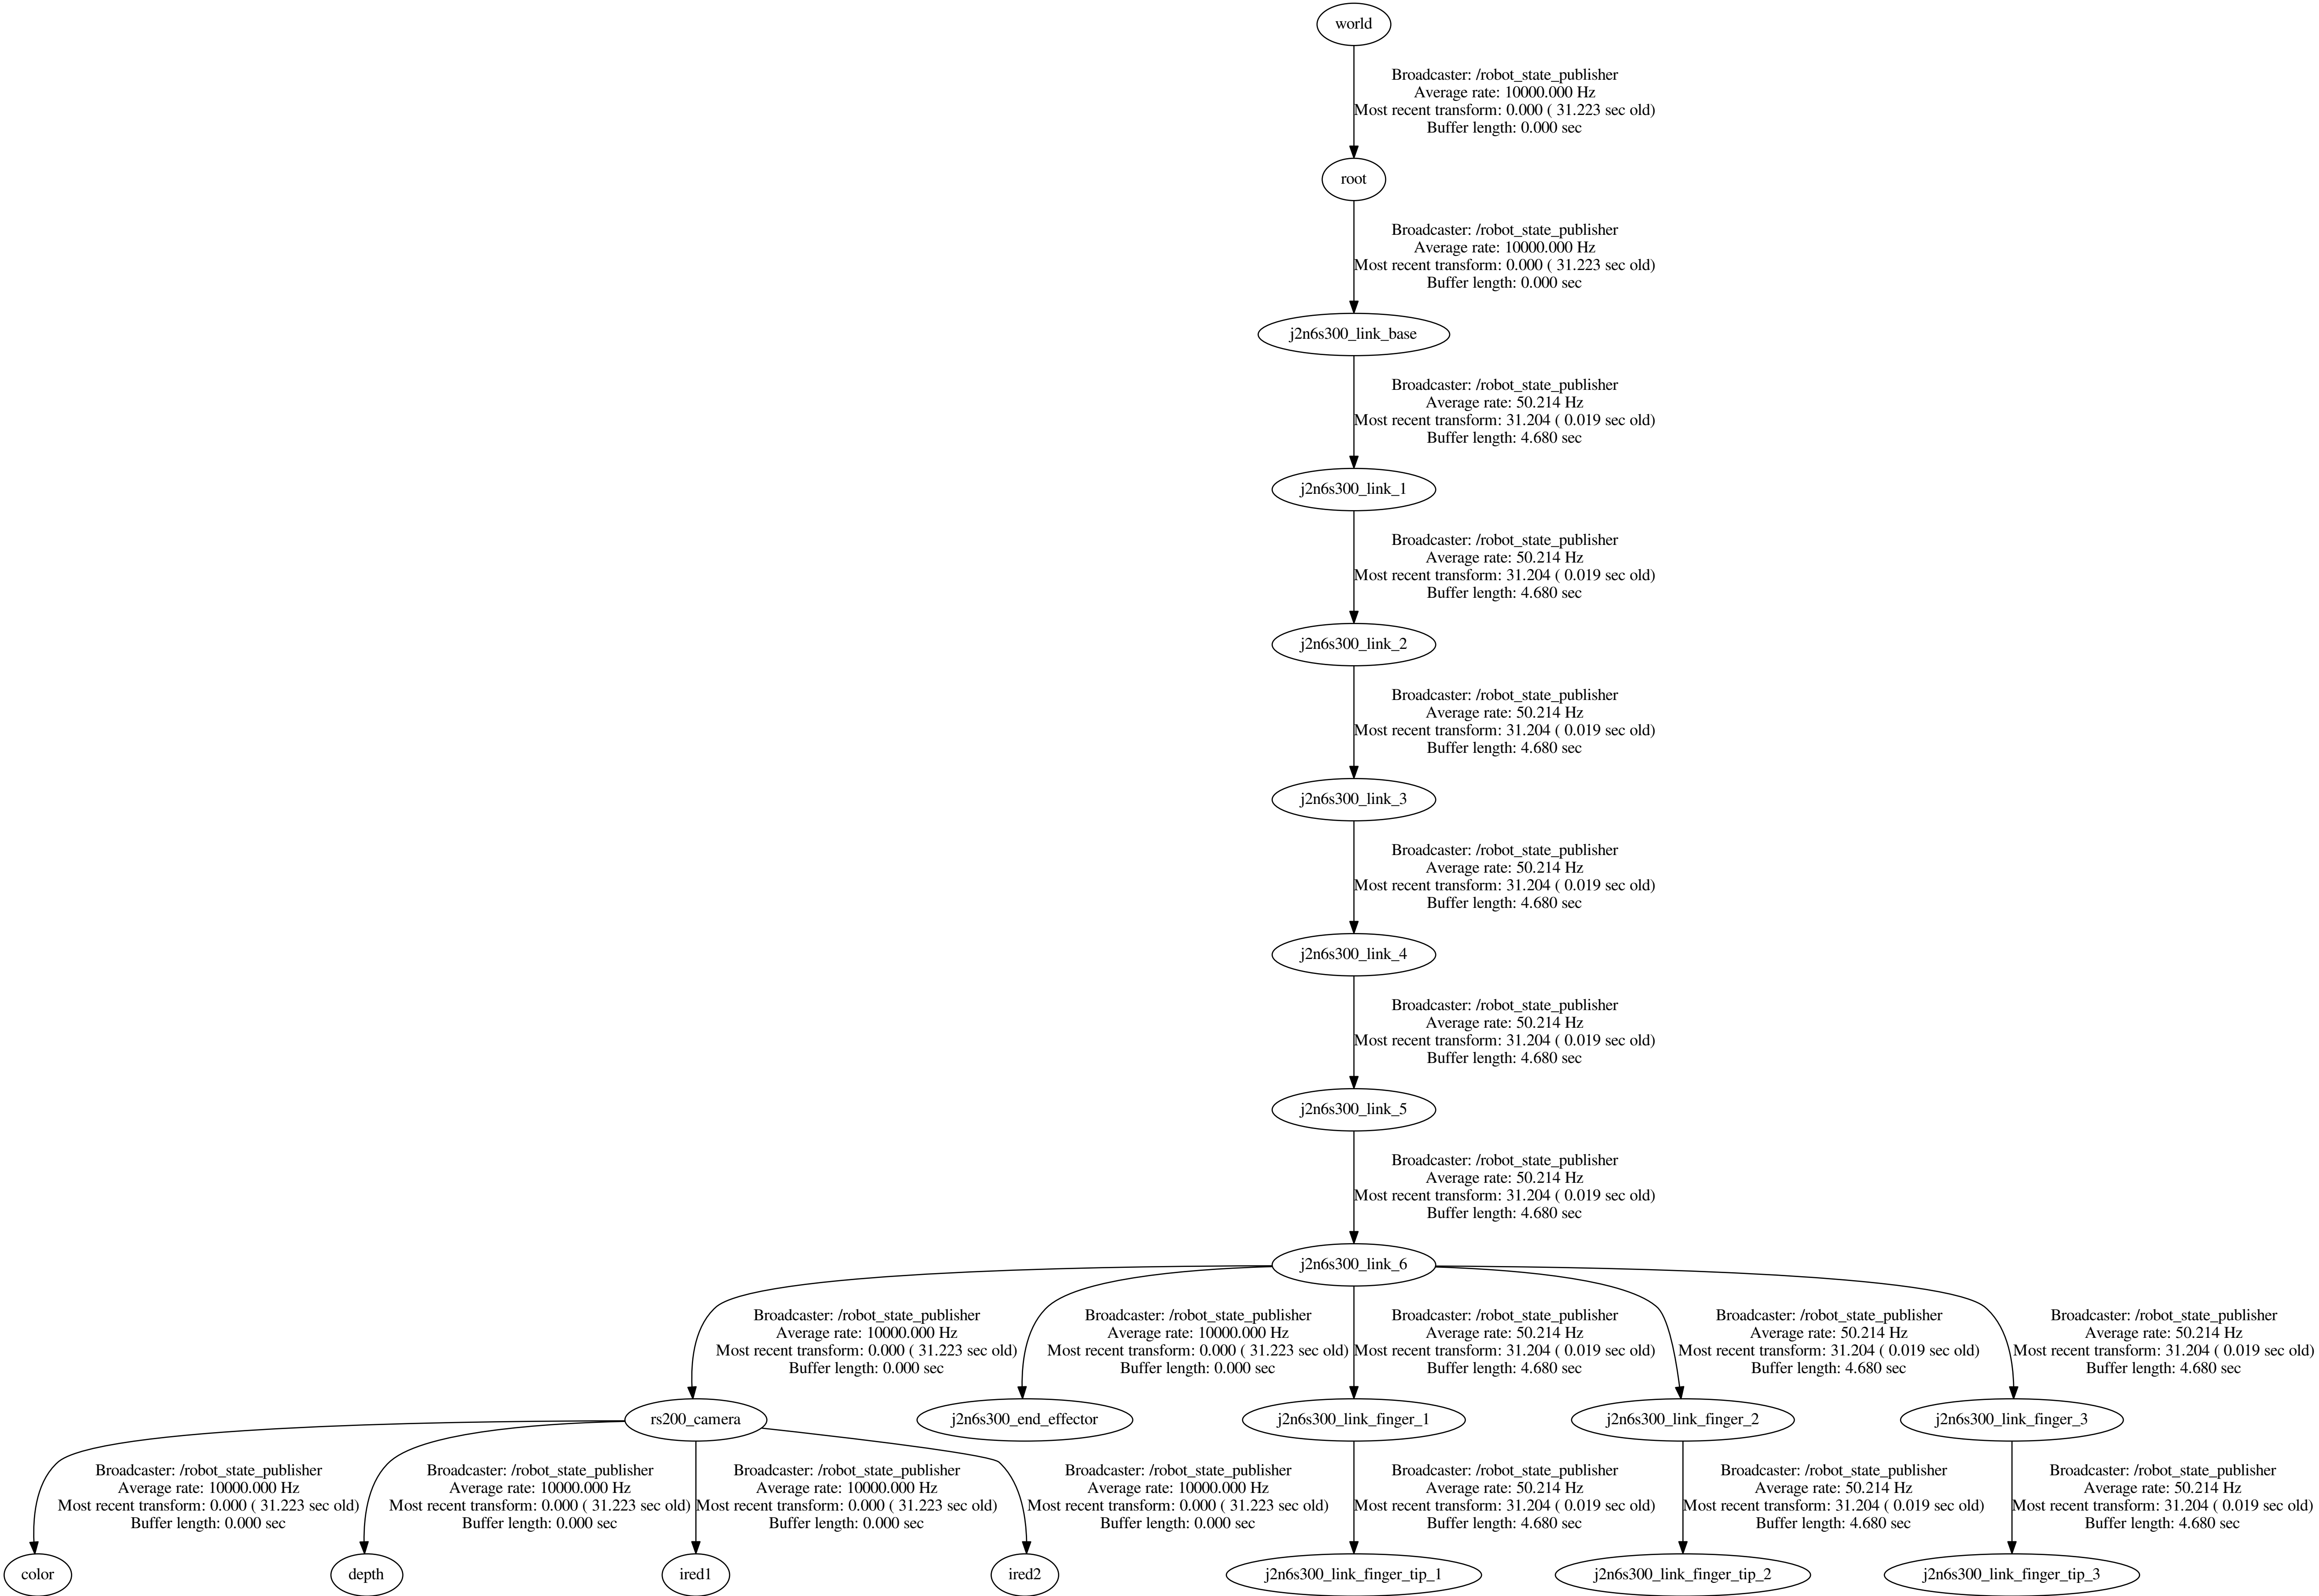 world
Broadcaster: /robot_state_publisher
Average rate: 10000.000 Hz
Most recent transform: 0.000 ( 31.223 sec old)
Buffer length: 0.000 sec
root
Broadcaster: /robot_state_publisher
Average rate: 10000.000 Hz
Most recent transform: 0.000 ( 31.223 sec old)
Buffer length: 0.000 sec
j2n6s300_link_base
Broadcaster: /robot_state_publisher
Average rate: 50.214 Hz
Most recent transform: 31.204 ( 0.019 sec old)
Buffer length: 4.680 sec
j2n6s300_link_1
Broadcaster: /robot_state_publisher
Average rate: 50.214 Hz
Most recent transform: 31.204 ( 0.019 sec old)
Buffer length: 4.680 sec
j2n6s300_link_2
Broadcaster: /robot_state_publisher
Average rate: 50.214 Hz
Most recent transform: 31.204 ( 0.019 sec old)
Buffer length: 4.680 sec
j2n6s300_link_3
Broadcaster: /robot_state_publisher
Average rate: 50.214 Hz
Most recent transform: 31.204 ( 0.019 sec old)
Buffer length: 4.680 sec
j2n6s300_link_4
Broadcaster: /robot_state_publisher
Average rate: 50.214 Hz
Most recent transform: 31.204 ( 0.019 sec old)
Buffer length: 4.680 sec
j2n6s300_link_5
Broadcaster: /robot_state_publisher
Average rate: 50.214 Hz
Most recent transform: 31.204 ( 0.019 sec old)
Buffer length: 4.680 sec
j2n6s300_link_6
Broadcaster: /robot_state_publisher
Average rate: 10000.000 Hz
Most recent transform: 0.000 ( 31.223 sec old)
Buffer length: 0.000 sec
Broadcaster: /robot_state_publisher
Average rate: 10000.000 Hz
Most recent transform: 0.000 ( 31.223 sec old)
Buffer length: 0.000 sec
Broadcaster: /robot_state_publisher
Average rate: 50.214 Hz
Most recent transform: 31.204 ( 0.019 sec old)
Buffer length: 4.680 sec
Broadcaster: /robot_state_publisher
Average rate: 50.214 Hz
Most recent transform: 31.204 ( 0.019 sec old)
Buffer length: 4.680 sec
Broadcaster: /robot_state_publisher
Average rate: 50.214 Hz
Most recent transform: 31.204 ( 0.019 sec old)
Buffer length: 4.680 sec
rs200_camera
j2n6s300_end_effector
j2n6s300_link_finger_1
j2n6s300_link_finger_2
j2n6s300_link_finger_3
Broadcaster: /robot_state_publisher
Average rate: 10000.000 Hz
Most recent transform: 0.000 ( 31.223 sec old)
Buffer length: 0.000 sec
Broadcaster: /robot_state_publisher
Average rate: 10000.000 Hz
Most recent transform: 0.000 ( 31.223 sec old)
Buffer length: 0.000 sec
Broadcaster: /robot_state_publisher
Average rate: 10000.000 Hz
Most recent transform: 0.000 ( 31.223 sec old)
Buffer length: 0.000 sec
Broadcaster: /robot_state_publisher
Average rate: 10000.000 Hz
Most recent transform: 0.000 ( 31.223 sec old)
Buffer length: 0.000 sec
Broadcaster: /robot_state_publisher
Average rate: 50.214 Hz
Most recent transform: 31.204 ( 0.019 sec old)
Buffer length: 4.680 sec
Broadcaster: /robot_state_publisher
Average rate: 50.214 Hz
Most recent transform: 31.204 ( 0.019 sec old)
Buffer length: 4.680 sec
Broadcaster: /robot_state_publisher
Average rate: 50.214 Hz
Most recent transform: 31.204 ( 0.019 sec old)
Buffer length: 4.680 sec
color
depth
ired1
ired2
j2n6s300_link_finger_tip_1
j2n6s300_link_finger_tip_2
j2n6s300_link_finger_tip_3